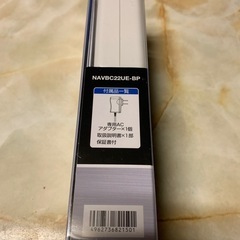 NAVBC22UE-BP
付属品一覧
専用AC
アダプター×1個
取扱説明書×1部
保証書付
4962736821501